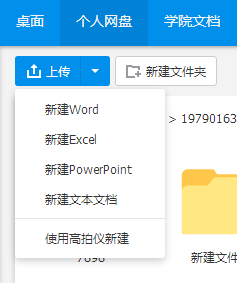 桌面 个人网盘 学院文档
上传 新建文件夹
新建Word
> 19790163
新建Excel
新建PowerPoint
新建文本文档
使用高拍仪新建
7696 新建文件